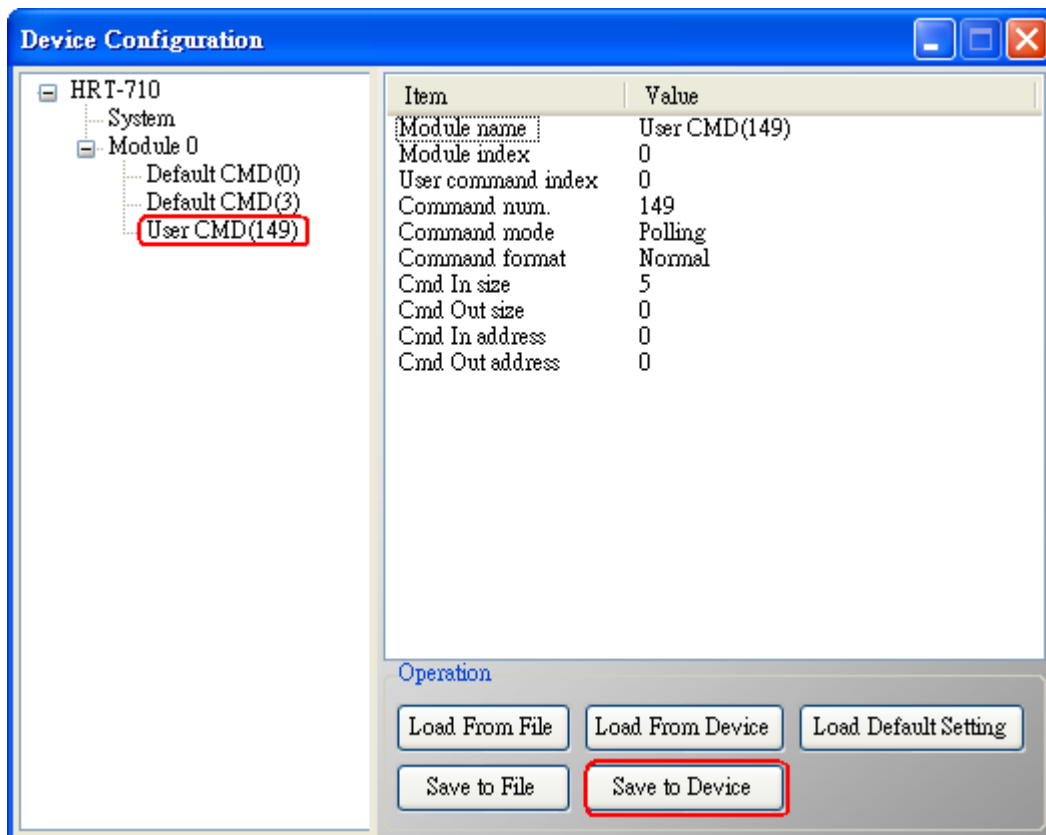 Device Configuration
HRT-710
System
Module 0
Default CMD(0)
Default CMD(3)
User CMD(149)
Item Value
Module name User CMD(149)
Module index 0
User command index 0
Command num. 149
Command mode Polling
Command format Normal
Cmd In size 5
Cmd Out size 0
Cmd In address 0
Cmd Out address 0
Operation
Load From File Load From Device Load Default Setting
Save to File Save to Device